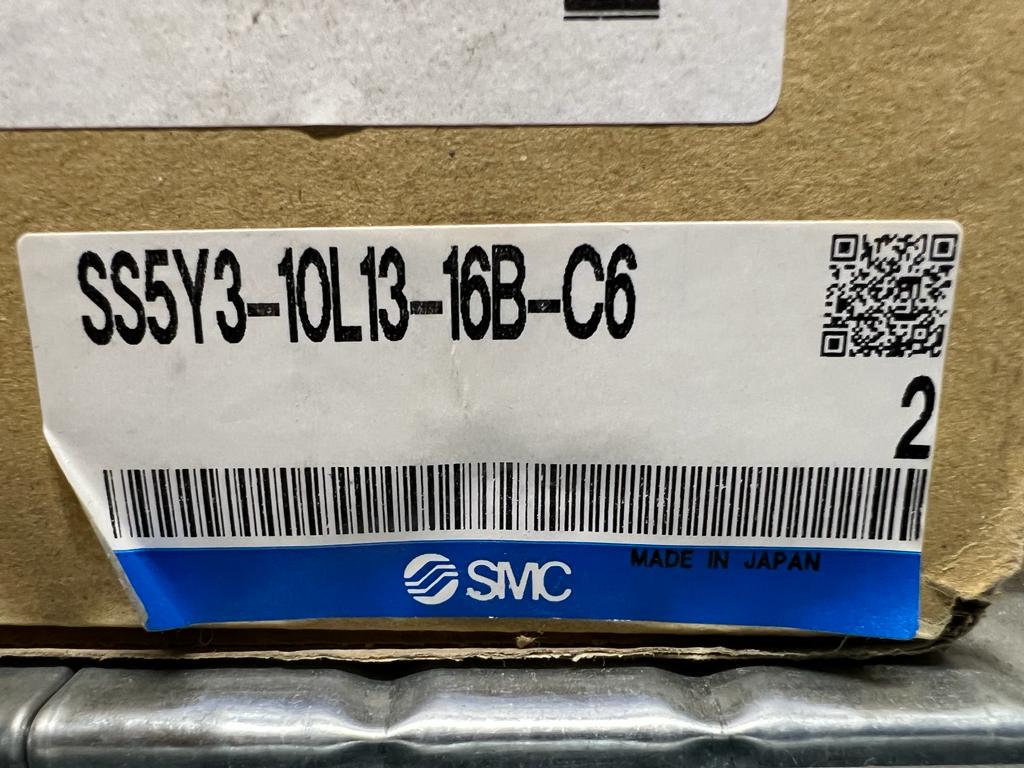 SS5Y3-10L13-16B-C6
2
SMC
MADE IN JAPAN